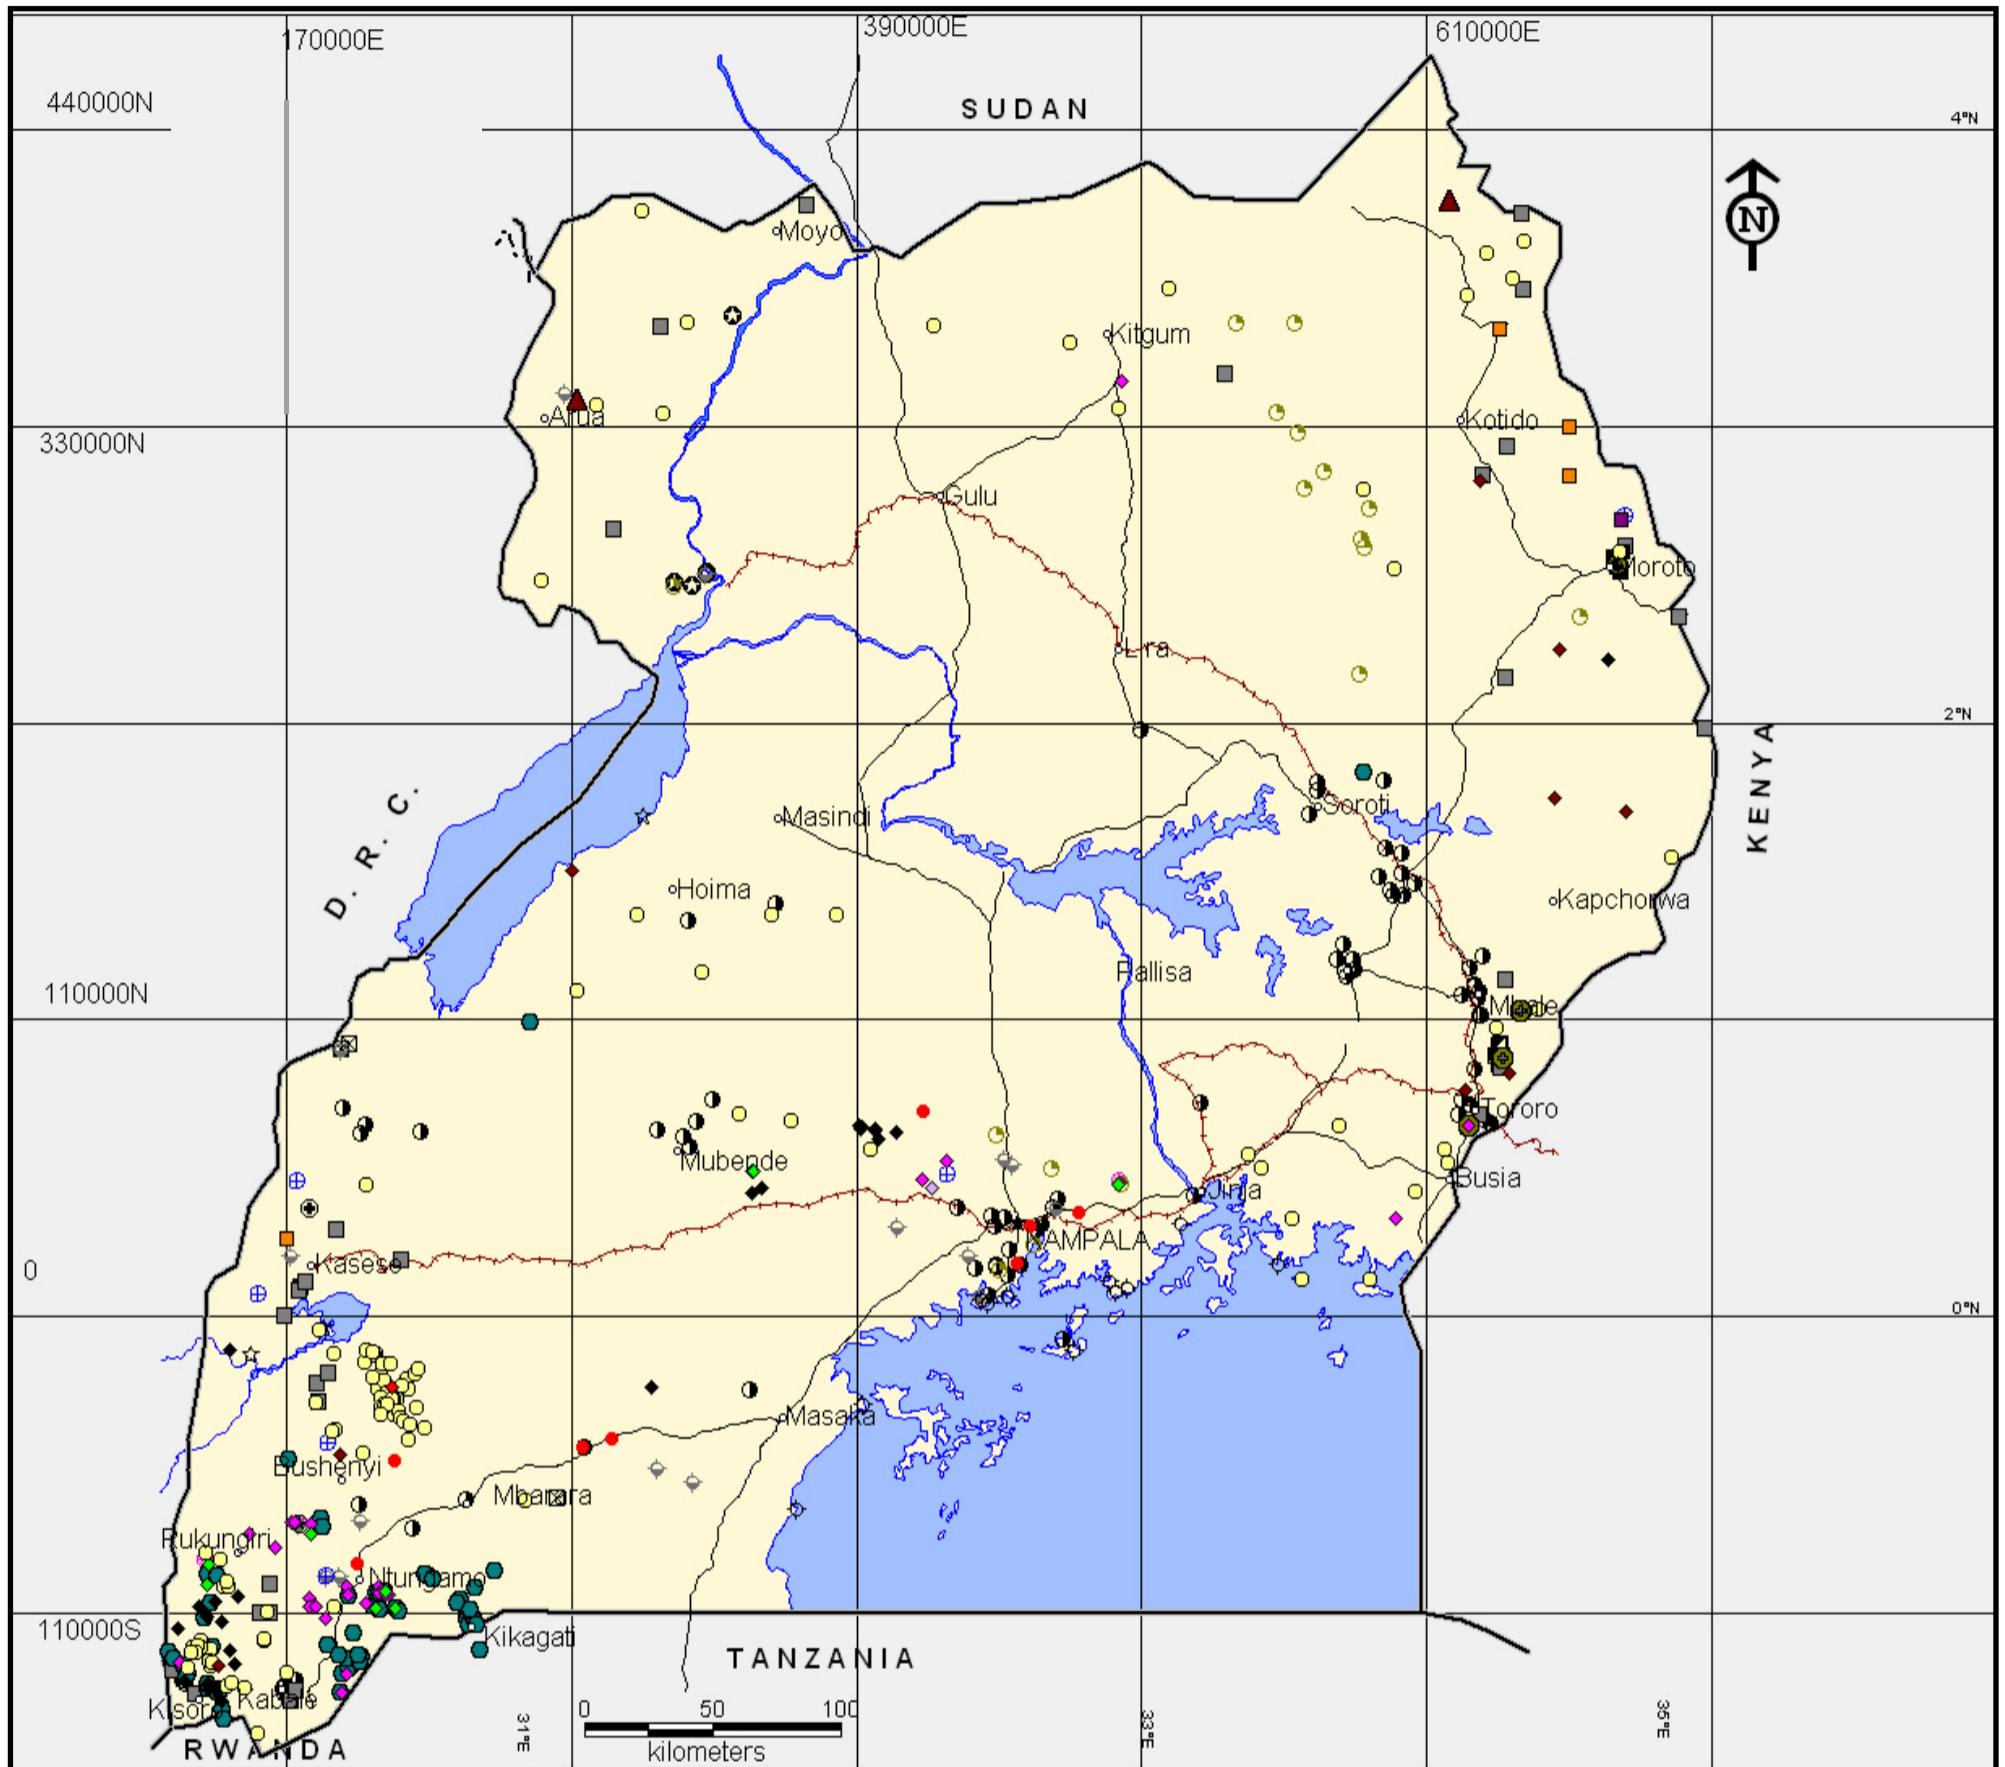 170000E
390000E
610000E
440000N
SUDAN
4°N
N
Moyo
Kitgum
Arua
Kotido
330000N
Gulu
Moroto
Lira
2°N
KENYA
D. R. C.
Masindi
Soroti
Hoima
Kapchorwa
Pallisa
110000N
Mbale
Tororo
Mubende
Busia
Jinja
KAMPALA
Kasese
0
0°N
Masaka
Bushenyi
Mbarara
Rukungiri
Ntungamo
110000S
Kikagati
TANZANIA
Kisoro
Kabale
0 50 100
kilometers
31°E
33°E
35°E
RWANDA